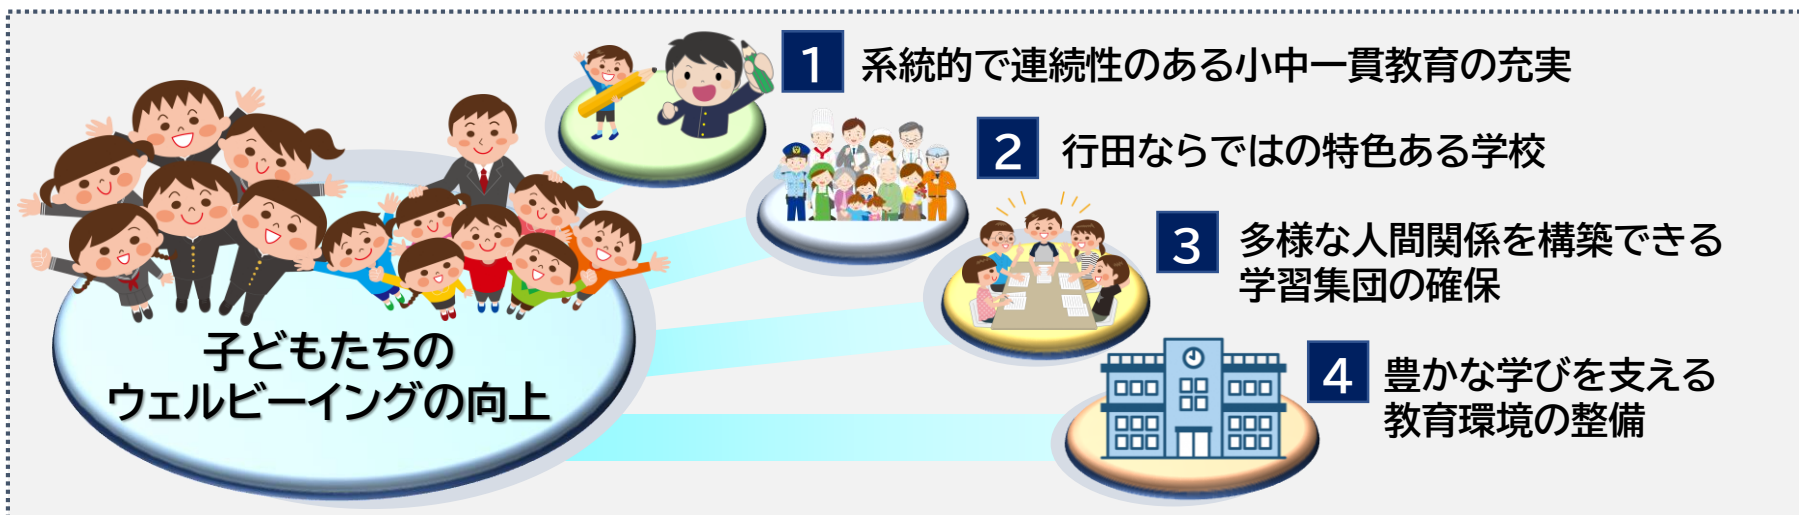 1 系統的で連続性のある小中一貫教育の充実
2 行田ならではの特色ある学校
3 多様な人間関係を構築できる
学習集団の確保
4 豊かな学びを支える
教育環境の整備
子どもたちの
ウェルビーイングの向上